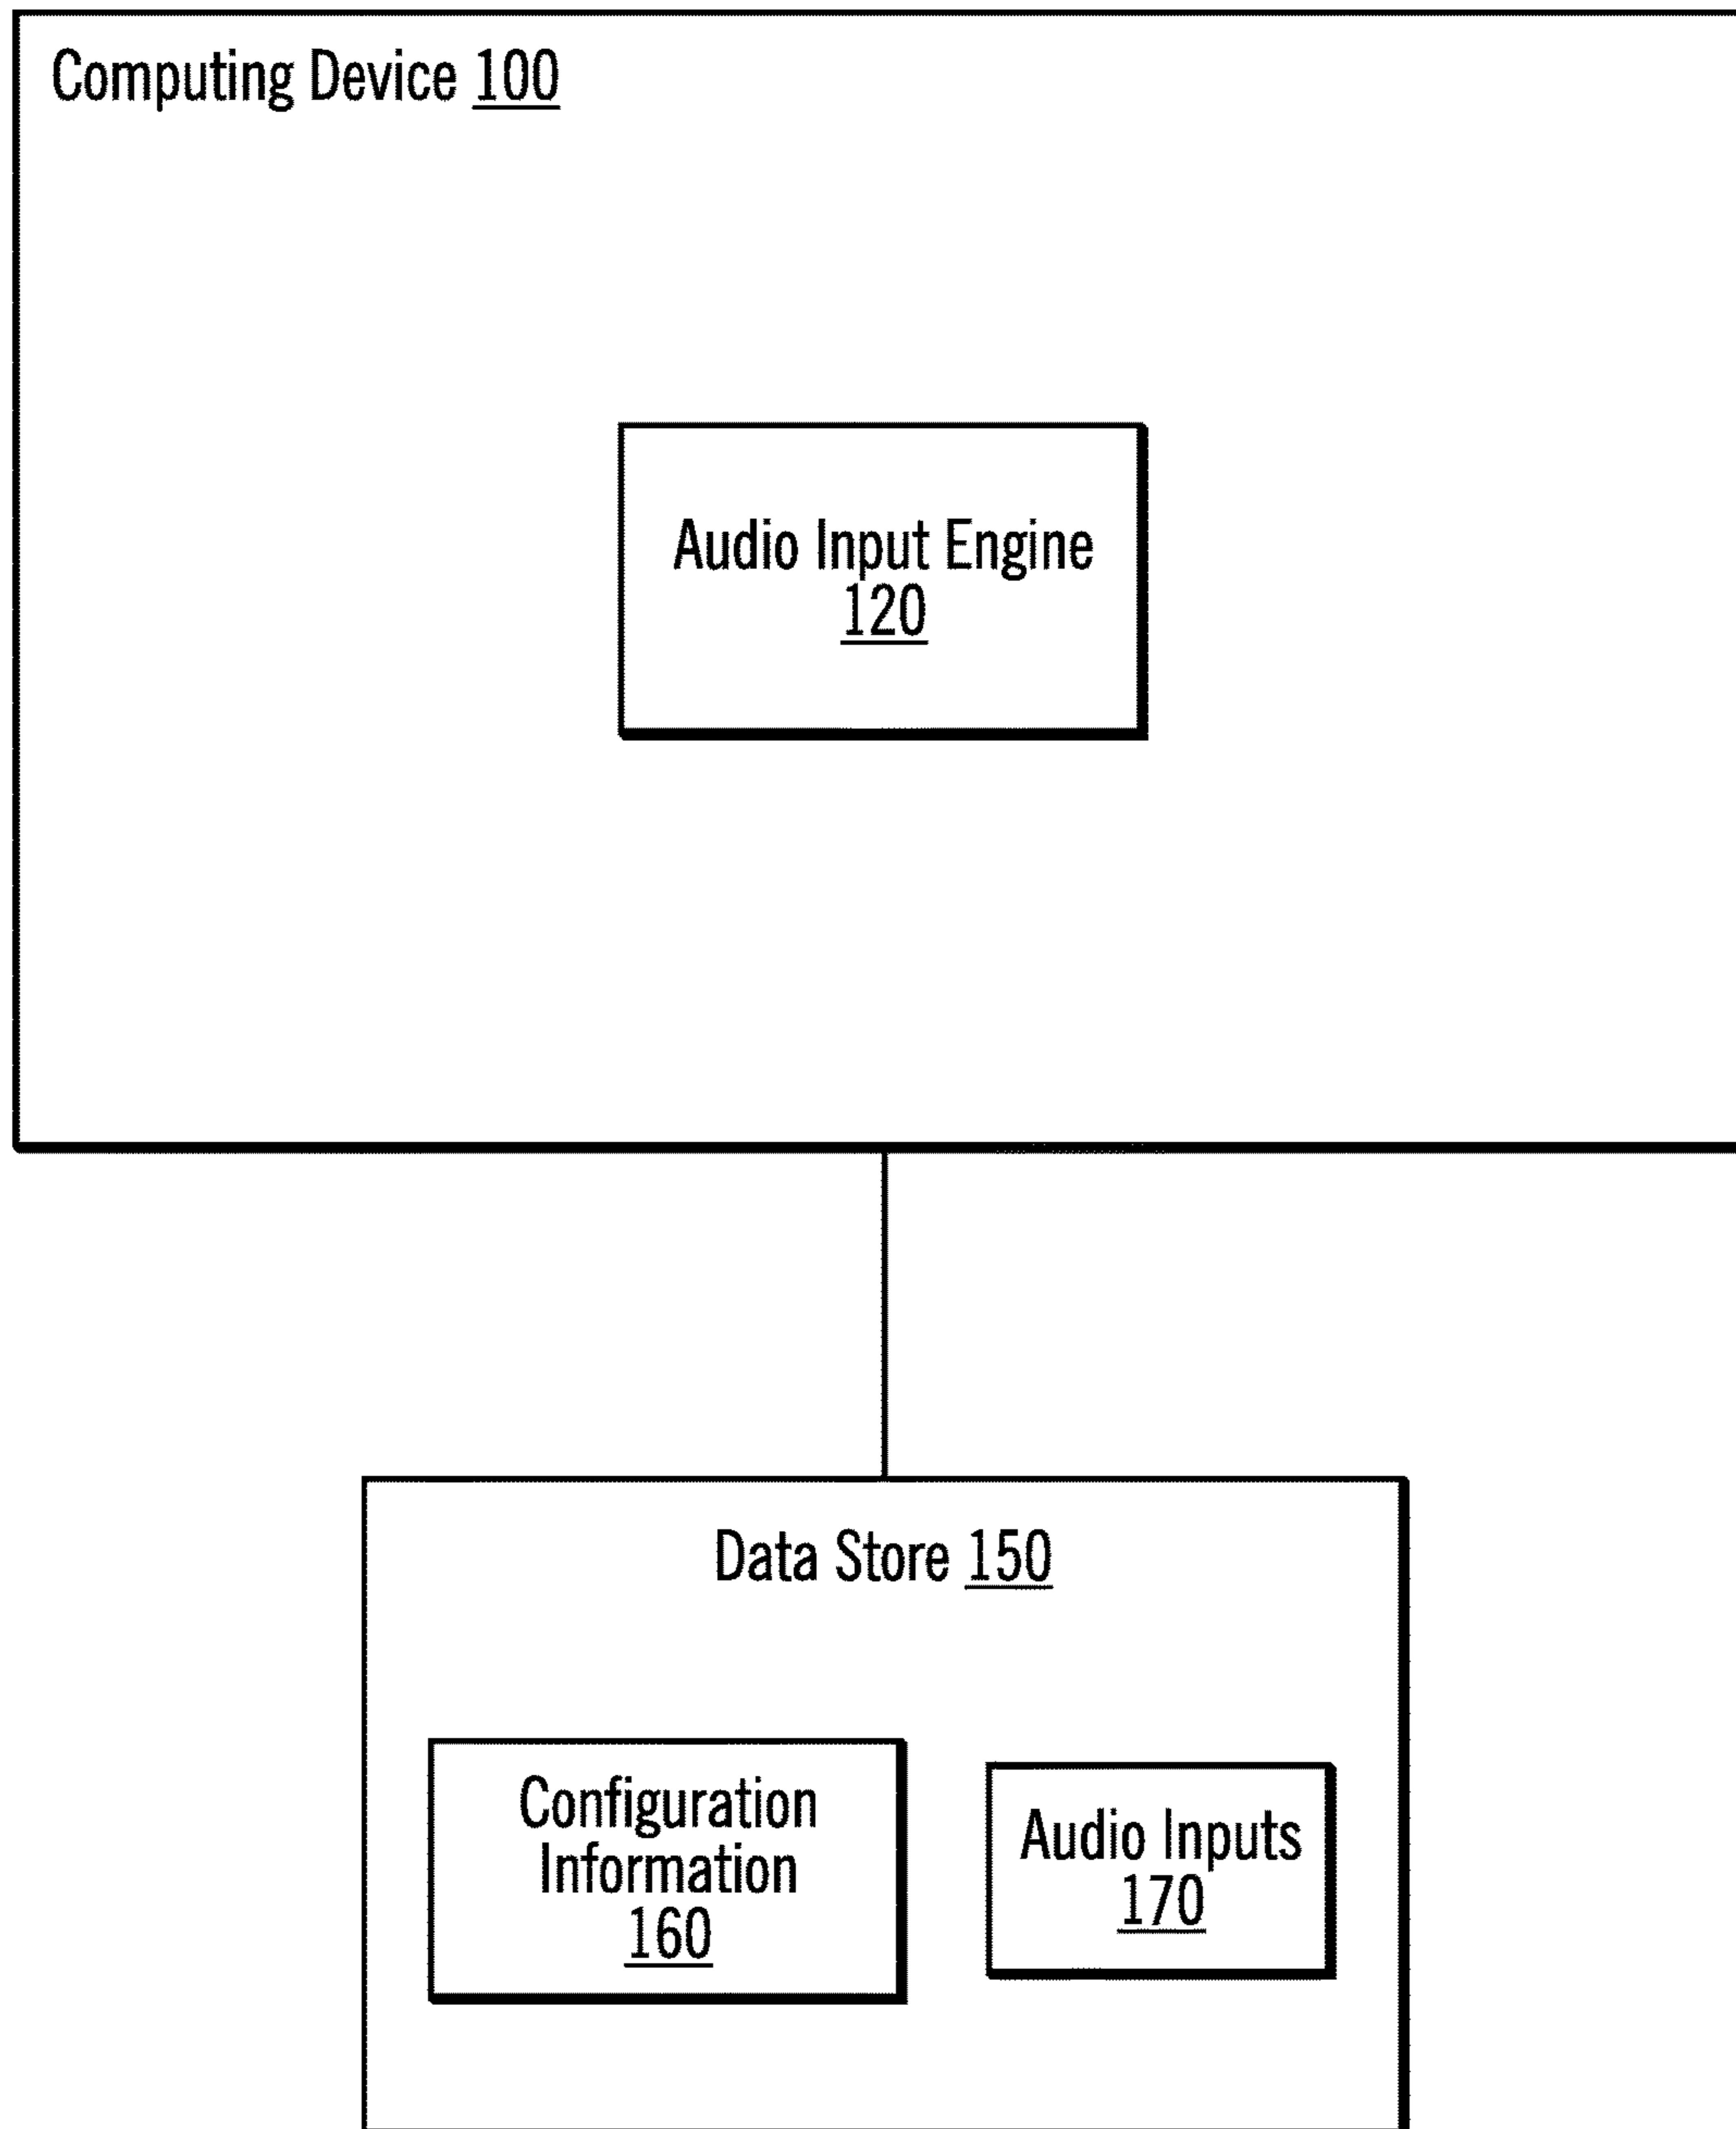 Computing Device 100
Audio Input Engine
120
Data Store 150
Configuration
Information
160
Audio Inputs
170